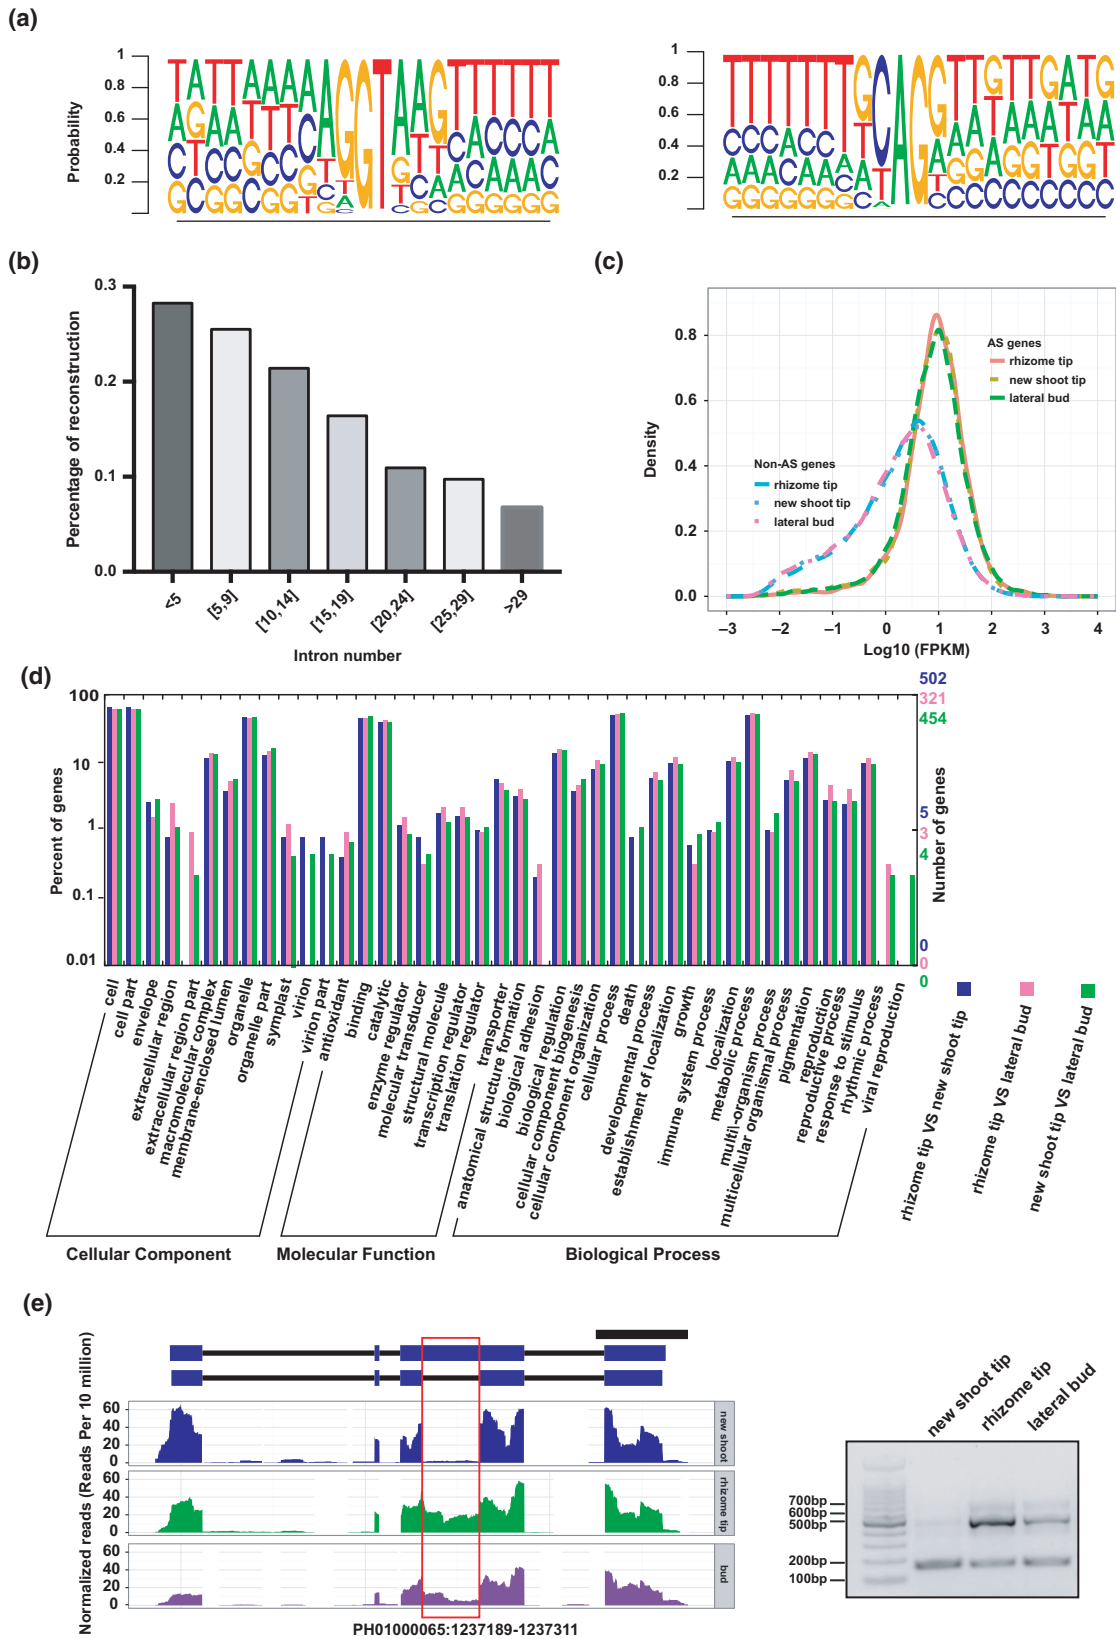 (a)
Probability
1
0.8
0.6
0.4
0.2
1
0.8
0.6
0.4
0.2
(b)
Percentage of reconstruction
0.3
0.2
0.1
0.0
<5
[5,9]
[10,14]
[15,19]
[20,24]
[25,29]
>29
Intron number
(c)
Density
0.8
0.6
0.4
0.2
0.0
AS genes
rhizome tip
new shoot tip
lateral bud
Non-AS genes
rhizome tip
new shoot tip
lateral bud
−3
−2
−1
0
1
2
3
4
Log10 (FPKM)
(d)
Percent of genes
100
10
1
0.1
0.01
502
321
454
5
3
4
0
0
0
Number of genes
cell
cell part
envelope
extracellular region
extracellular region part
macromolecular complex
membrane-enclosed lumen
organelle
organelle part
symplast
virion
virion part
antioxidant
binding
catalytic
enzyme regulator
molecular transducer
structural molecule
transcription regulator
translation regulator
transporter
anatomical structure formation
biological adhesion
biological regulation
cellular component biogenesis
cellular component organization
cellular process
death
developmental process
establishment of localization
growth
immune system process
localization
metabolic process
multil-organism process
multicellular organismal process
pigmentation
reproduction
reproductive process
response to stimulus
rhythmic process
viral reproduction
Cellular Component
Molecular Function
Biological Process
rhizome tip VS new shoot tip
rhizome tip VS lateral bud
new shoot tip VS lateral bud
(e)
Normalized reads (Reads Per 10 million)
60
40
20
0
new shoot
60
40
20
0
rhizome tip
60
40
20
0
bud
PH01000065:1237189-1237311
new shoot tip
rhizome tip
lateral bud
700bp
600bp
500bp
200bp
100bp